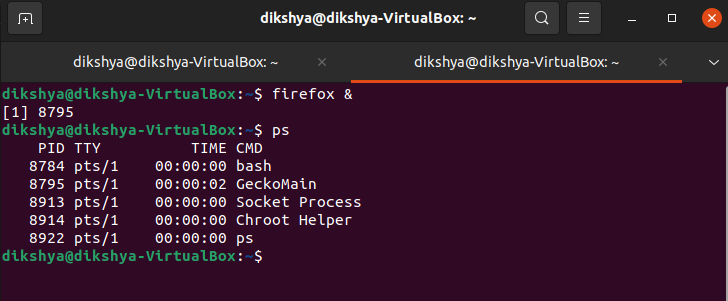 dikshya@dikshya-VirtualBox: ~
dikshya@dikshya-VirtualBox: ~ × dikshya@dikshya-VirtualBox: ~ ×
dikshya@dikshya-VirtualBox:~$ firefox &
[1] 8795
dikshya@dikshya-VirtualBox:~$ ps
    PID TTY          TIME CMD
   8784 pts/1    00:00:00 bash
   8795 pts/1    00:00:02 GeckoMain
   8913 pts/1    00:00:00 Socket Process
   8914 pts/1    00:00:00 Chroot Helper
   8922 pts/1    00:00:00 ps
dikshya@dikshya-VirtualBox:~$